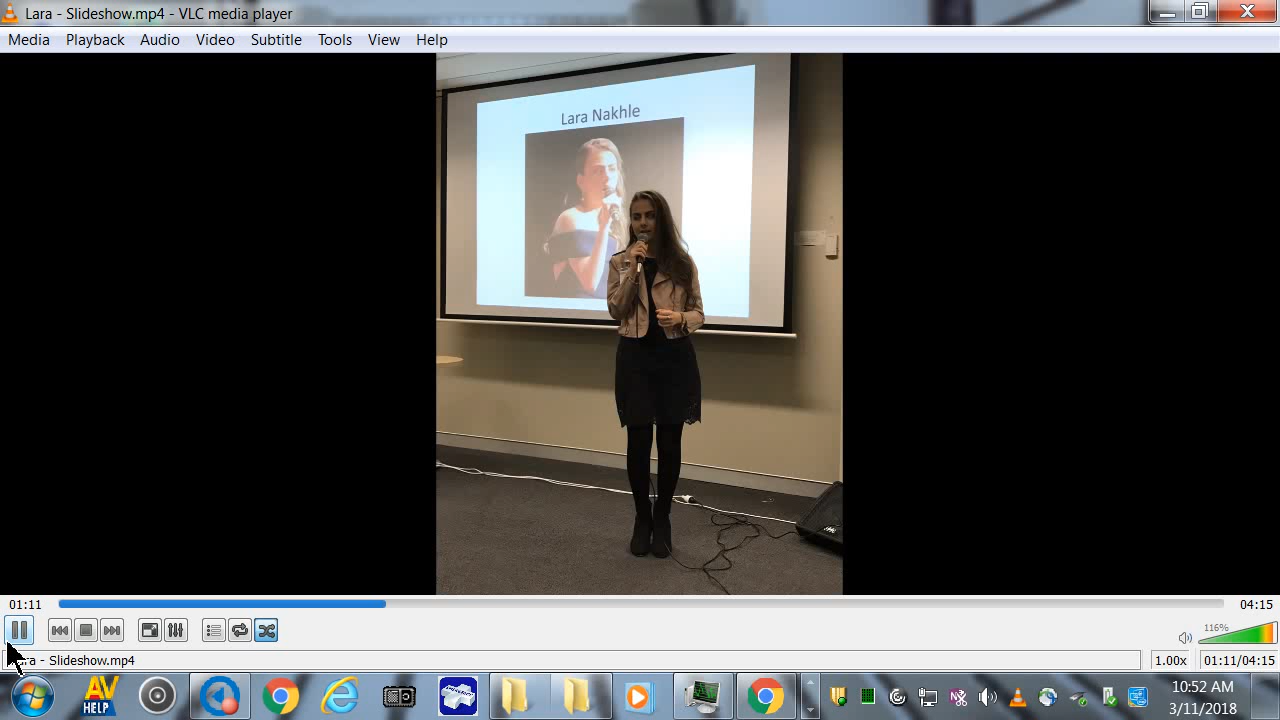 Lara - Slideshow.mp4 - VLC media player
Media Playback Audio Video Subtitle Tools View Help
Lara Nakhle
01:11
04:15
116%
ra - Slideshow.mp4
1.00x
01:11/04:15
AV
HELP
10:52 AM
3/11/2018